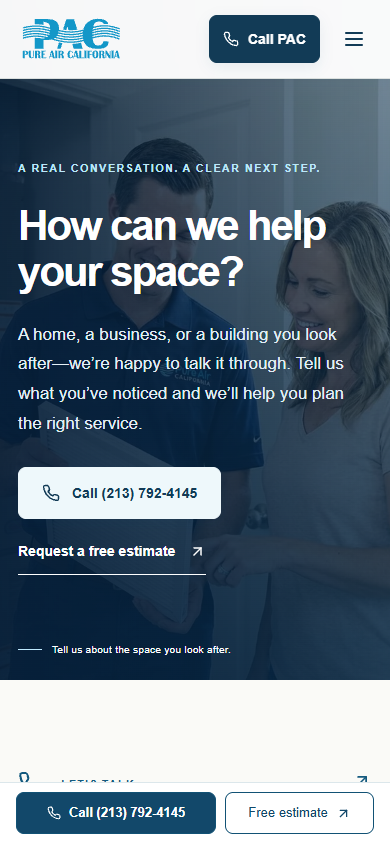 PAC
PURE AIR CALIFORNIA
Call PAC
A REAL CONVERSATION. A CLEAR NEXT STEP.
How can we help
your space?
A home, a business, or a building you look
after—we’re happy to talk it through. Tell us
what you’ve noticed and we’ll help you plan
the right service.
Call (213) 792-4145
Request a free estimate
Tell us about the space you look after.
LET'S TALK
Call (213) 792-4145
Free estimate